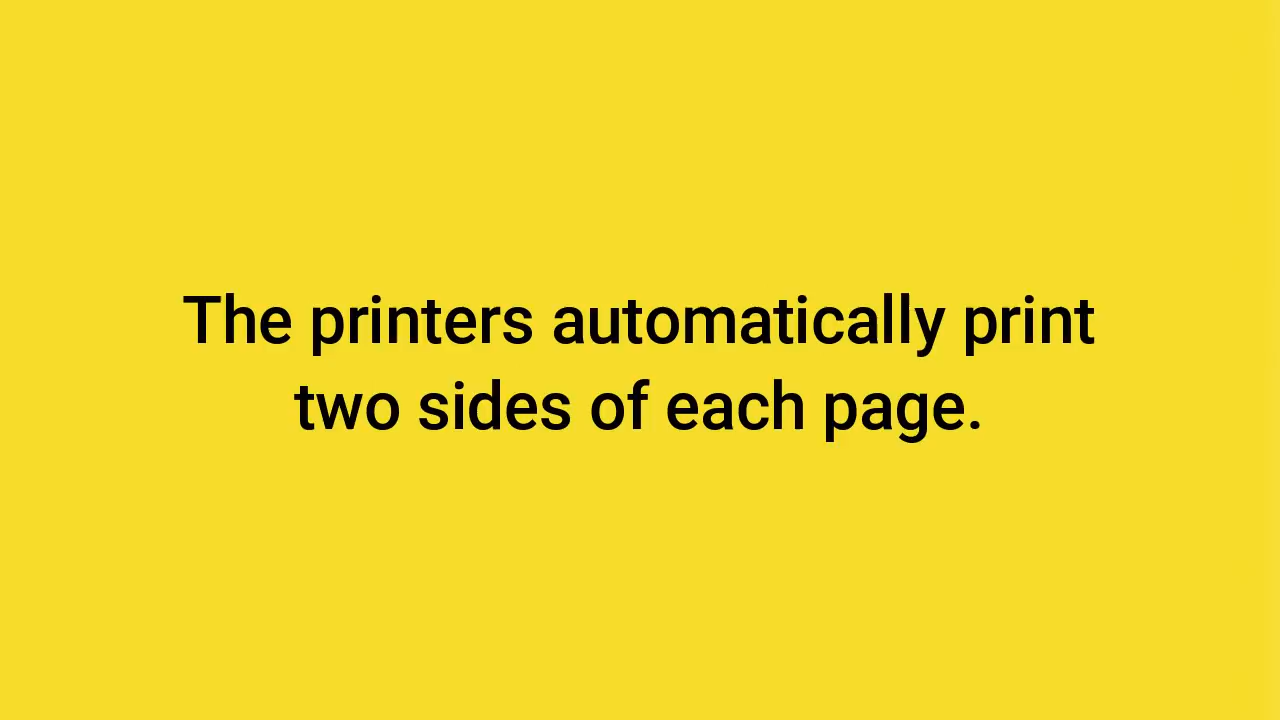 The printers automatically print
two sides of each page.